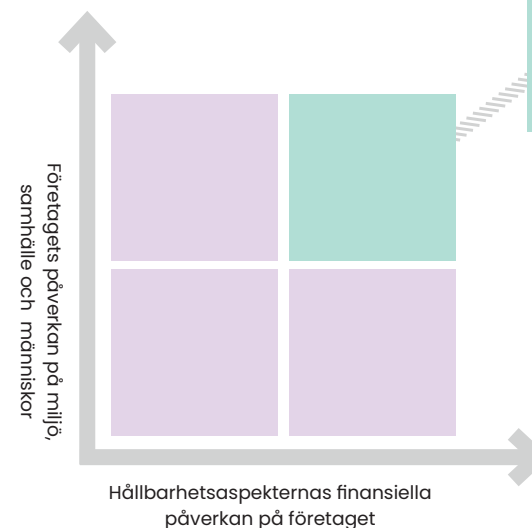 Företagets påverkan på miljö,
samhälle och människor
Hållbarhetsaspekternas finansiella
påverkan på företaget